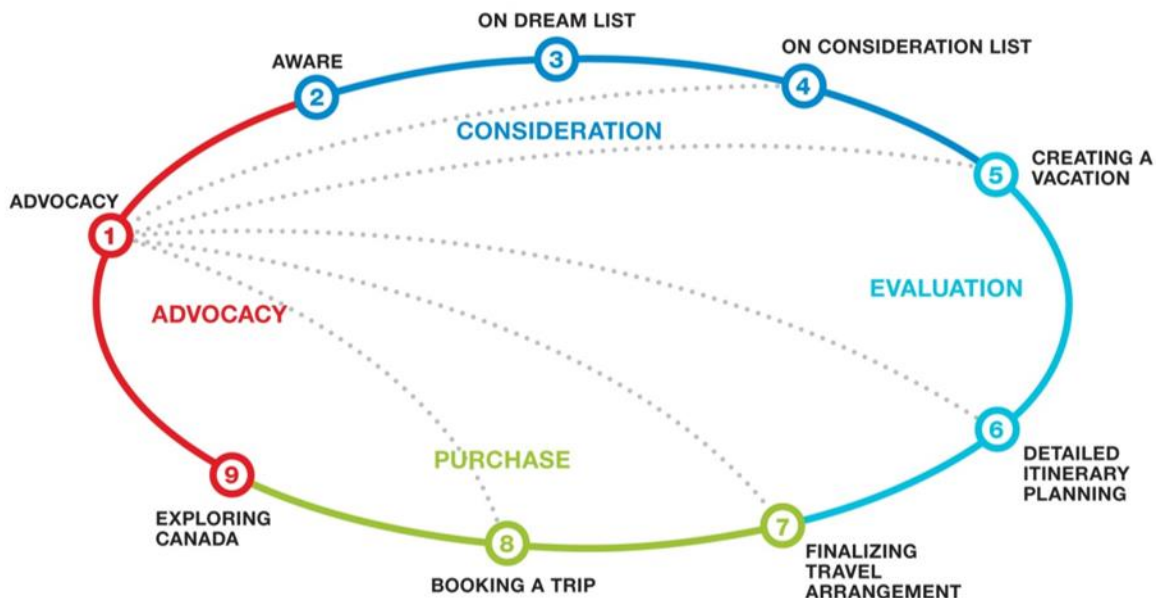 ON DREAM LIST
3
ON CONSIDERATION LIST
4
AWARE
2
CONSIDERATION
CREATING A
VACATION
5
ADVOCACY
1
EVALUATION
ADVOCACY
6
DETAILED
ITINERARY
PLANNING
PURCHASE
9
EXPLORING
CANADA
7
FINALIZING
TRAVEL
ARRANGEMENT
8
BOOKING A TRIP